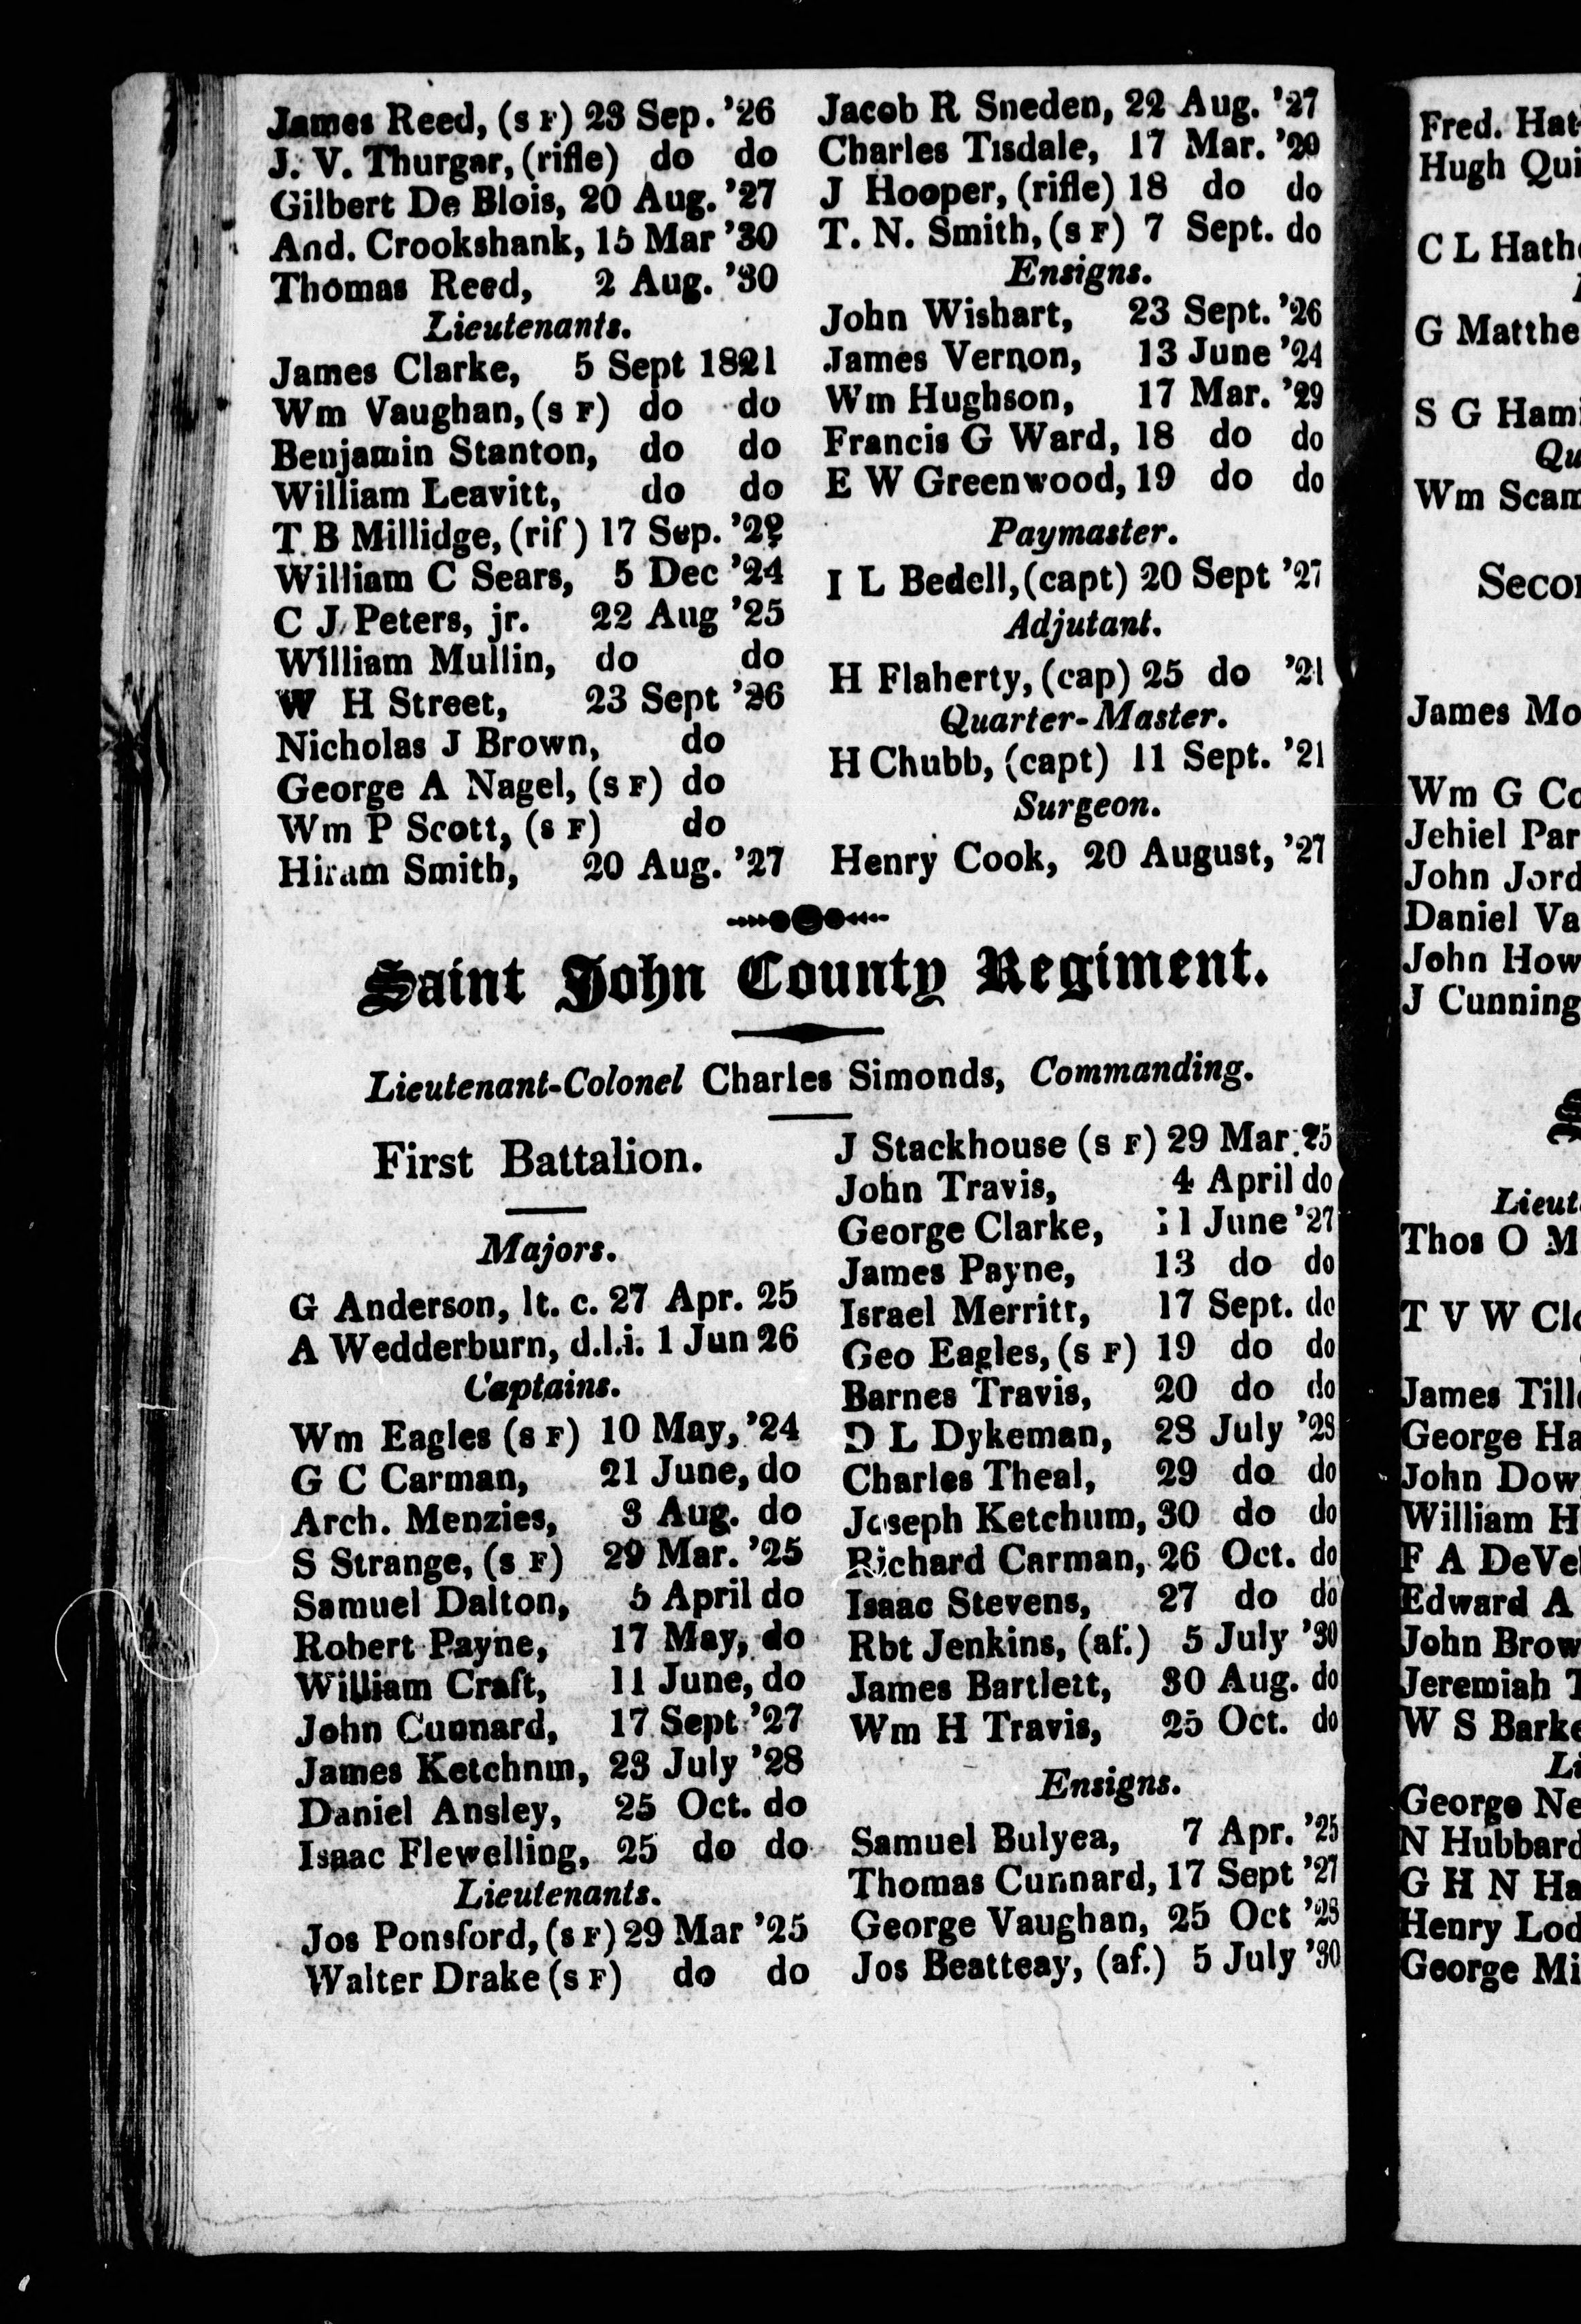 James Reed, (s F) 23 Sep. '26
J. V. Thurgar, (rifle) do do
Gilbert De Blois, 20 Aug. '27
And. Crookshank, 15 Mar '30
Thomas Reed, 2 Aug. '30
Lieutenants.
James Clarke, 5 Sept 1821
Wm Vaughan, (s F) do do
Benjamin Stanton, do do
William Leavitt, do do
T. B Millidge, (rif ) 17 Sep. '22
William C Sears, 5 Dec '24
C J Peters, jr. 22 Aug '25
William Mullin, do do
W H Street, 23 Sept '26
Nicholas J Brown, do
George A Nagel, (s F) do
Wm P Scott, (s F) do
Hiram Smith, 20 Aug. '27
Jacob R Sneden, 22 Aug. '27
Charles Tisdale, 17 Mar. '29
J Hooper, (rifle) 18 do do
T. N. Smith, (s F) 7 Sept. do
Ensigns.
John Wishart, 23 Sept. '26
James Vernon, 13 June '24
Wm Hughson, 17 Mar. '29
Francis G Ward, 18 do do
E W Greenwood, 19 do do
Paymaster.
I L Bedell, (capt) 20 Sept '27
Adjutant.
H Flaherty, (cap) 25 do '21
Quarter-Master.
H Chubb, (capt) 11 Sept. '21
Surgeon.
Henry Cook, 20 August, '27
Saint John County Regiment.
Lieutenant-Colonel Charles Simonds, Commanding.
First Battalion.
Majors.
G Anderson, lt. c. 27 Apr. 25
A Wedderburn, d.l.i. 1 Jun 26
Captains.
Wm Eagles (s F) 10 May, '24
G C Carman, 21 June, do
Arch. Menzies, 3 Aug. do
S Strange, (s F) 29 Mar. '25
Samuel Dalton, 5 April do
Robert Payne, 17 May, do
William Craft, 11 June, do
John Cunnard, 17 Sept '27
James Ketchnm, 23 July '28
Daniel Ansley, 25 Oct. do
Isaac Flewelling, 25 do do
Lieutenants.
Jos Ponsford, (s F) 29 Mar '25
Walter Drake (s F) do do
J Stackhouse (s F) 29 Mar. 25
John Travis, 4 April do
George Clarke, 11 June '27
James Payne, 13 do do
Israel Merritt, 17 Sept. do
Geo Eagles, (s F) 19 do do
Barnes Travis, 20 do do
D L Dykeman, 28 July '28
Charles Theal, 29 do do
Joseph Ketchum, 30 do do
Richard Carman, 26 Oct. do
Isaac Stevens, 27 do do
Rbt Jenkins, (af.) 5 July '30
James Bartlett, 30 Aug. do
Wm H Travis, 25 Oct. do
Ensigns.
Samuel Bulyea, 7 Apr. '25
Thomas Cunnard, 17 Sept '27
George Vaughan, 25 Oct '28
Jos Beatteay, (af.) 5 July '30
Fred.
Hugh
C L
G
S G
Wm
James
Wm G
Jehiel
John
Daniel
John
J
Thos O
T V W
James
George
John
William
F A
Edward A
John
Jeremiah
W S
George
N
G H N
Henry
George